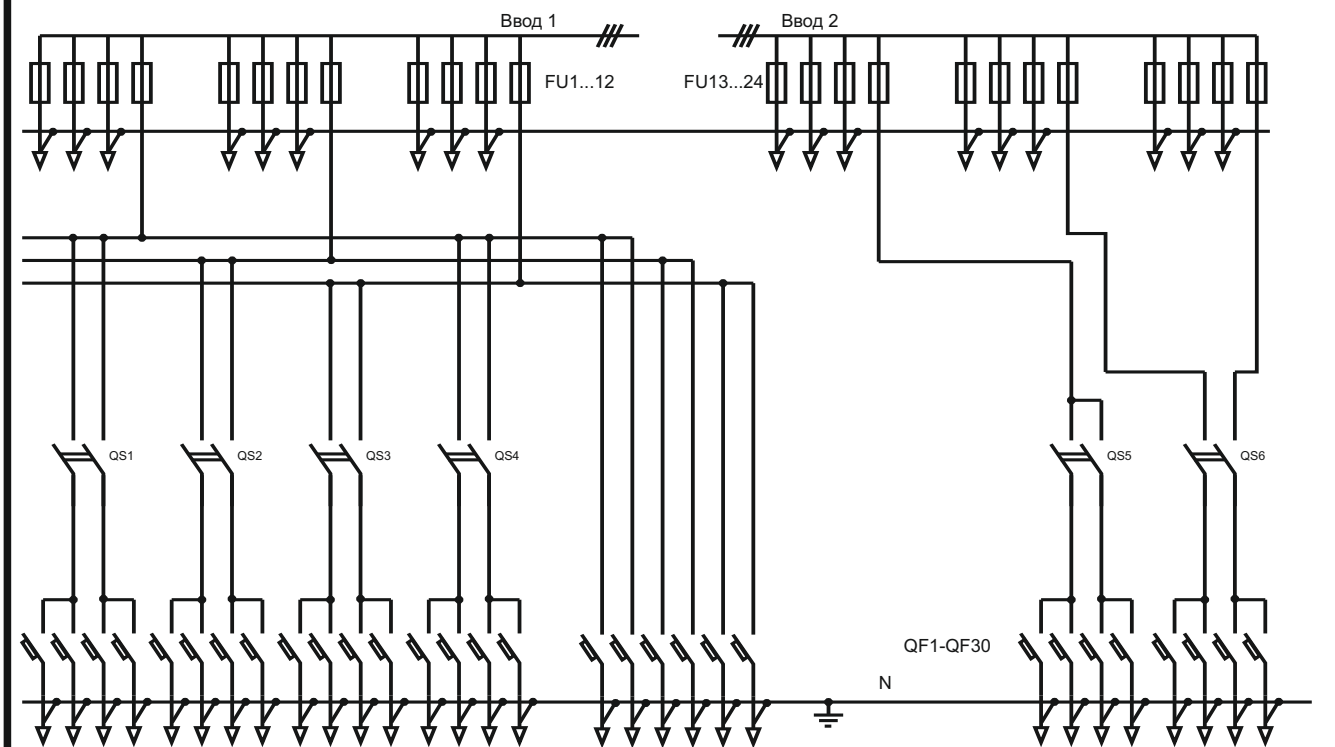 Ввод 1
Ввод 2
FU1...12
FU13...24
QS1
QS2
QS3
QS4
QS5
QS6
QF1-QF30
N